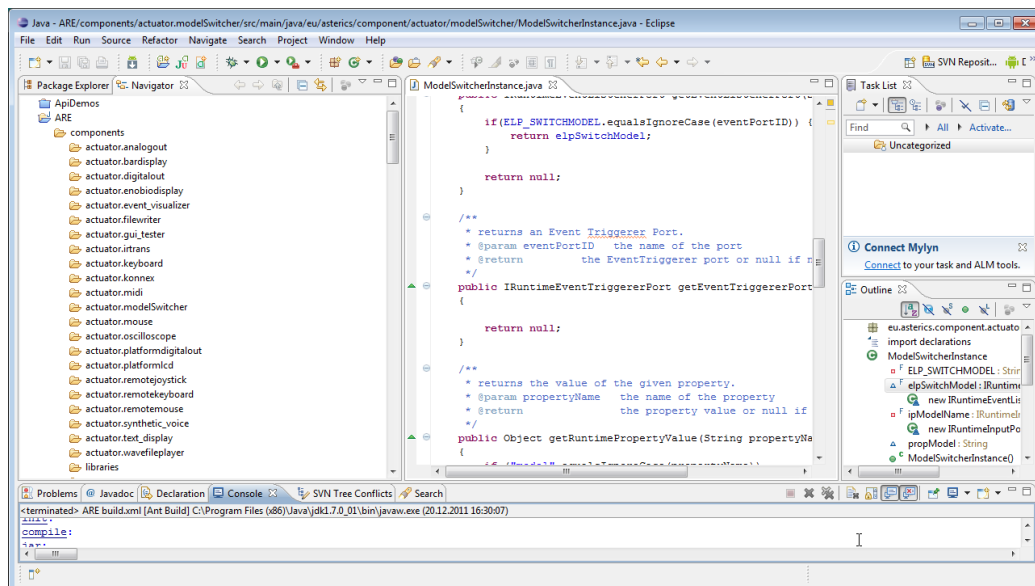 Java - ARE/components/actuator.modelSwitcher/src/main/java/eu/asterics/component/actuator/modelSwitcher/ModelSwitcherInstance.java - Eclipse
File Edit Run Source Refactor Navigate Search Project Window Help
SVN Reposit...
Package Explorer
Navigator
ApiDemos
ARE
components
actuator.analogout
actuator.bardisplay
actuator.digitalout
actuator.enobiodisplay
actuator.event_visualizer
actuator.filewriter
actuator.gui_tester
actuator.irtrans
actuator.keyboard
actuator.konnex
actuator.midi
actuator.modelSwitcher
actuator.mouse
actuator.oscilloscope
actuator.platformdigitalout
actuator.platformlcd
actuator.remotejoystick
actuator.remotekeyboard
actuator.remotemouse
actuator.synthetic_voice
actuator.text_display
actuator.wavefileplayer
libraries
ModelSwitcherInstance.java
{
if(ELP_SWITCHMODEL.equalsIgnoreCase(eventPortID)) {
return elpSwitchModel;
}
return null;
}
/**
* returns an Event Triggerer Port.
* @param eventPortID the name of the port
* @return the EventTriggerer port or null if n
*/
public IRuntimeEventTriggererPort getEventTriggererPort
{
return null;
}
/**
* returns the value of the given property.
* @param propertyName the name of the property
* @return the property value or null if
*/
public Object getRuntimePropertyValue(String propertyNa
{
if ("model".equalsIgnoreCase(propertyName))
Task List
Find
All
Activate...
Uncategorized
Connect Mylyn
Connect to your task and ALM tools.
Outline
eu.asterics.component.actuato
import declarations
ModelSwitcherInstance
ELP_SWITCHMODEL : Strin
elpSwitchModel : IRuntime
new IRuntimeEventLis
ipModelName : IRuntimeIr
new IRuntimeInputPo
propModel : String
ModelSwitcherInstance()
Problems @ Javadoc Declaration Console SVN Tree Conflicts Search
<terminated> ARE build.xml [Ant Build] C:\Program Files (x86)\Java\jdk1.7.0_01\bin\javaw.exe (20.12.2011 16:30:07)
init:
compile:
jar: